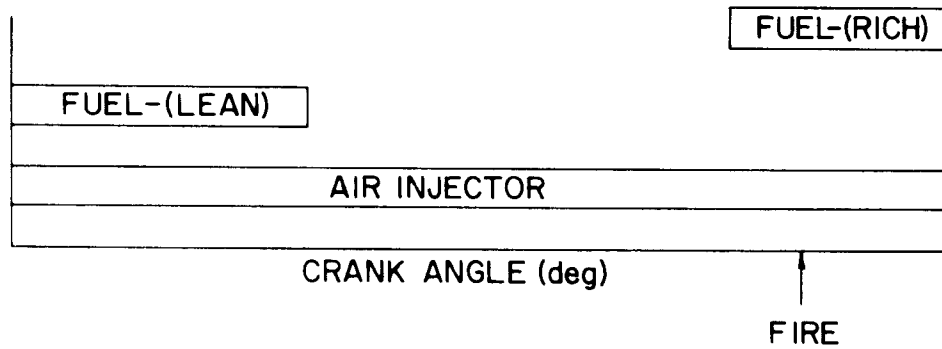 FUEL-(RICH)
FUEL-(LEAN)
AIR INJECTOR
CRANK ANGLE (deg)
FIRE